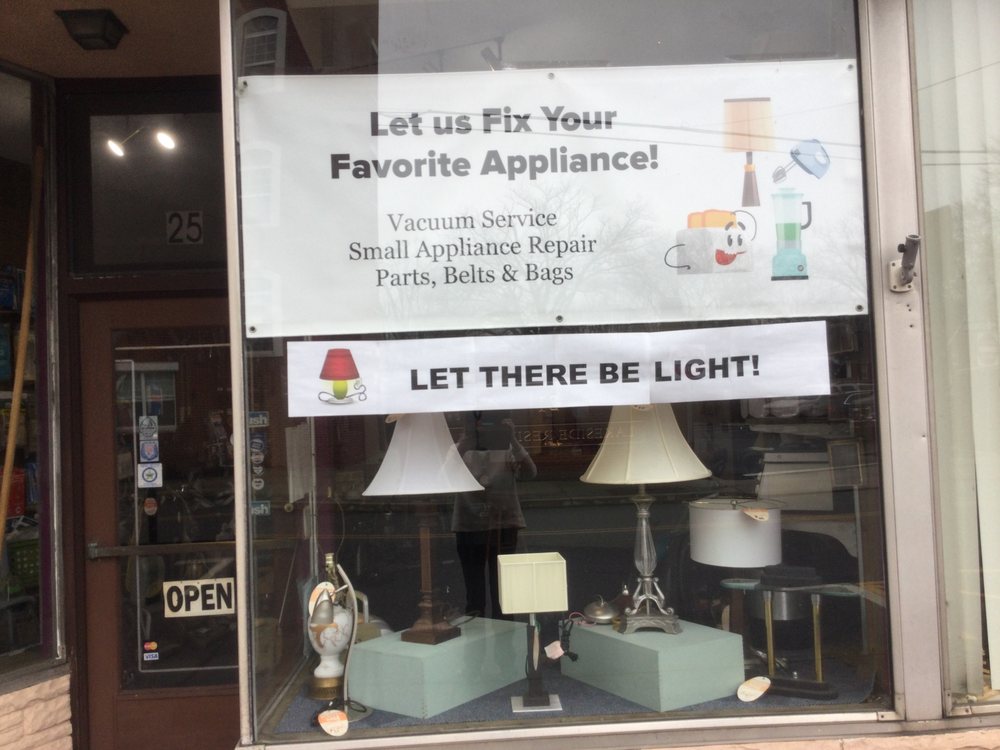 Let us Fix Your
Favorite Appliance!
Vacuum Service
Small Appliance Repair
Parts, Belts & Bags
25
LET THERE BE LIGHT!
OPEN
VISA